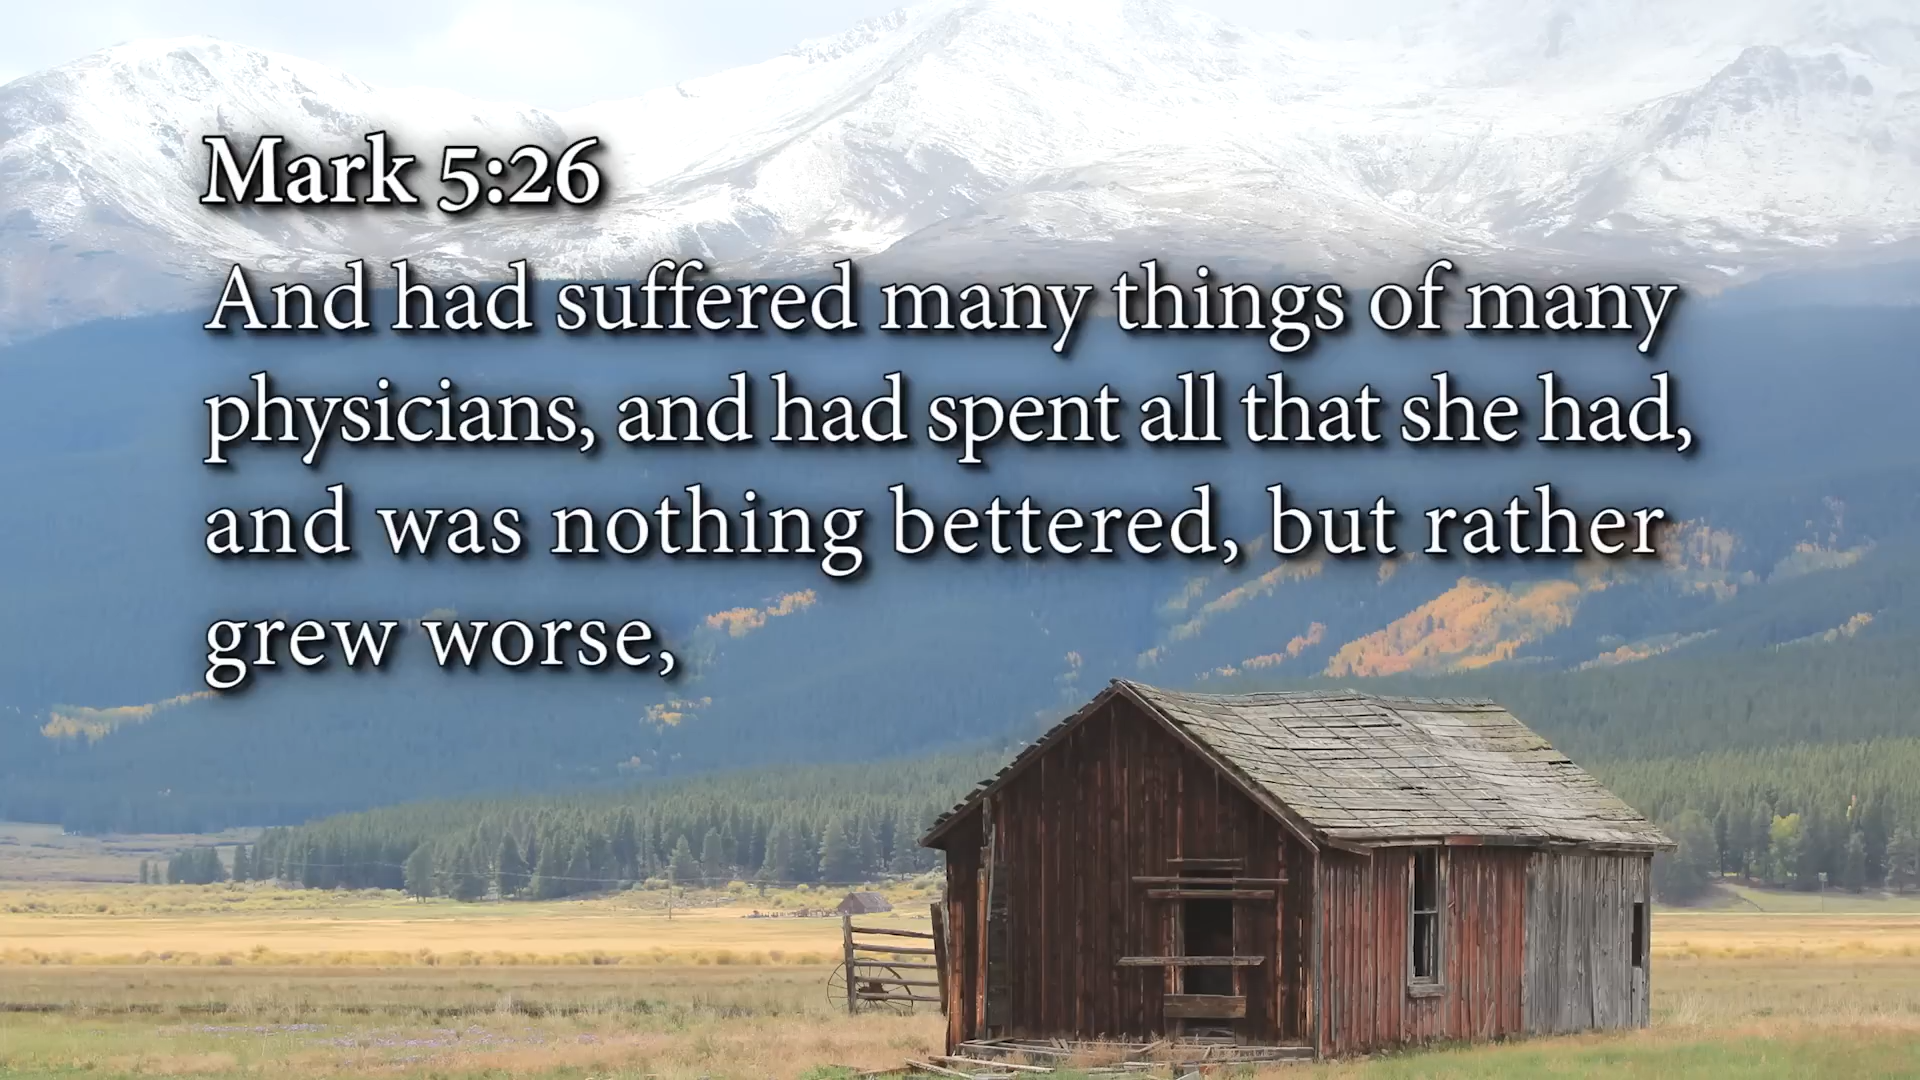 Mark 5:26
And had suffered many things of many
physicians, and had spent all that she had,
and was nothing bettered, but rather
grew worse,